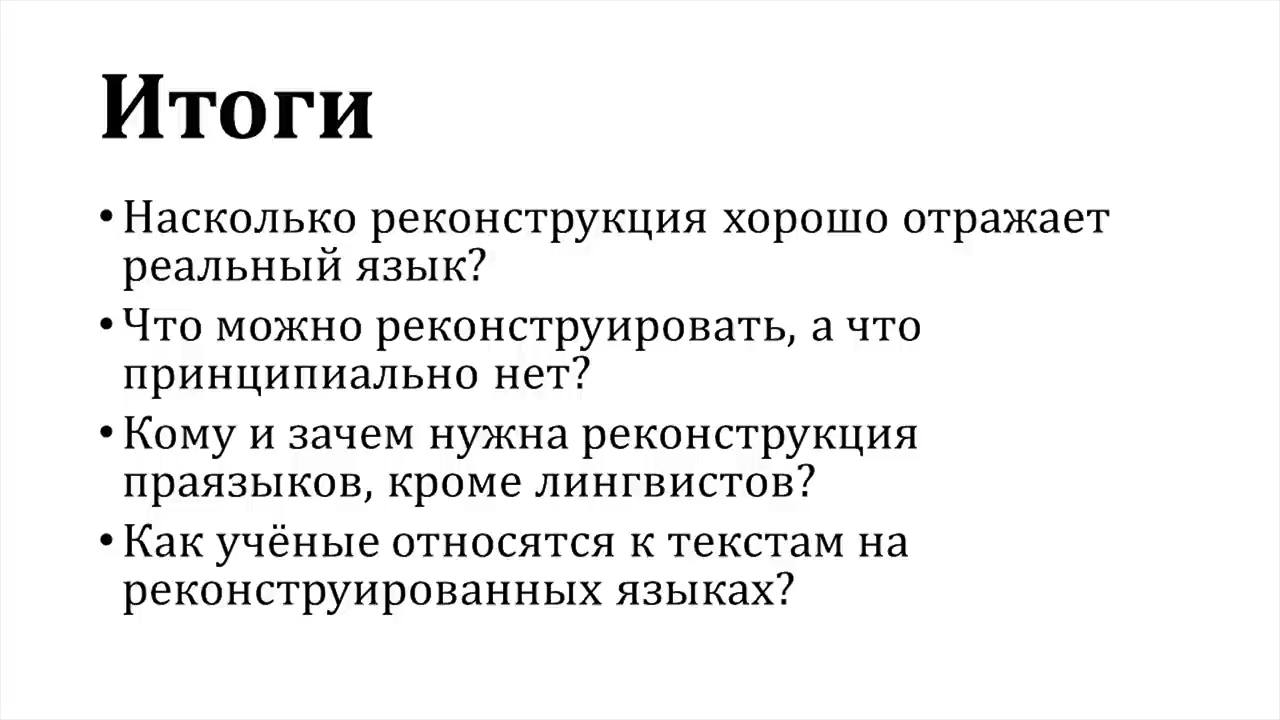 Итоги
• Насколько реконструкция хорошо отражает
реальный язык?
• Что можно реконструировать, а что
принципиально нет?
• Кому и зачем нужна реконструкция
праязыков, кроме лингвистов?
• Как учёные относятся к текстам на
реконструированных языках?